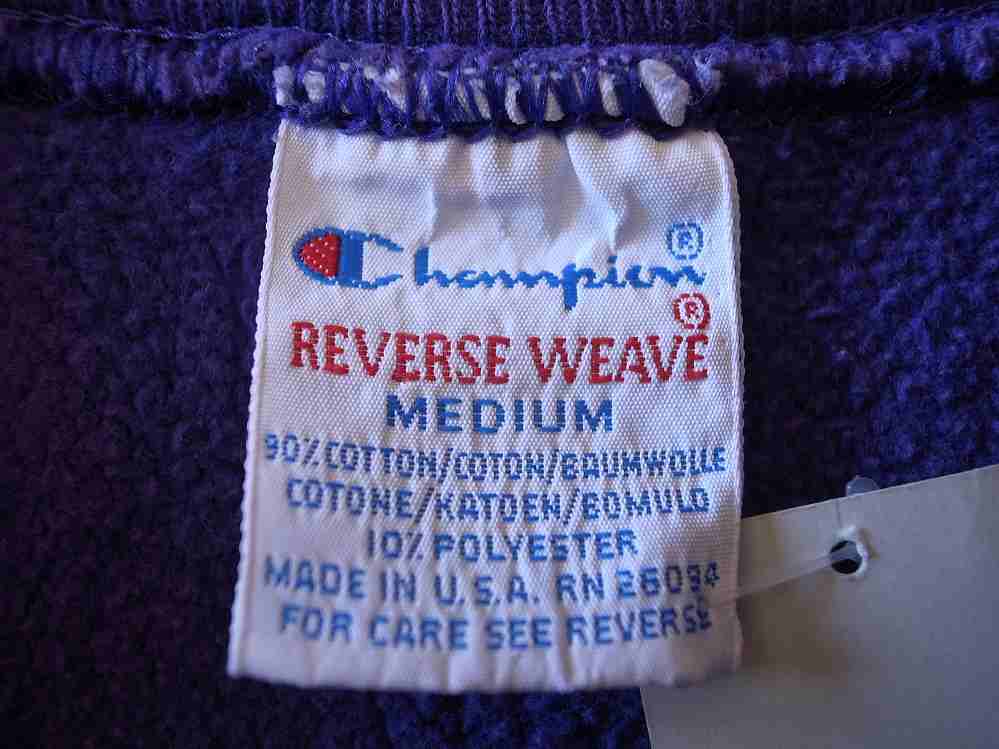 Champion®
REVERSE WEAVE®
MEDIUM
90% COTTON/COTON/BAUMWOLLE
COTONE/KATOEN/BOMULD
10% POLYESTER
MADE IN U.S.A. RN 26094
FOR CARE SEE REVERSE